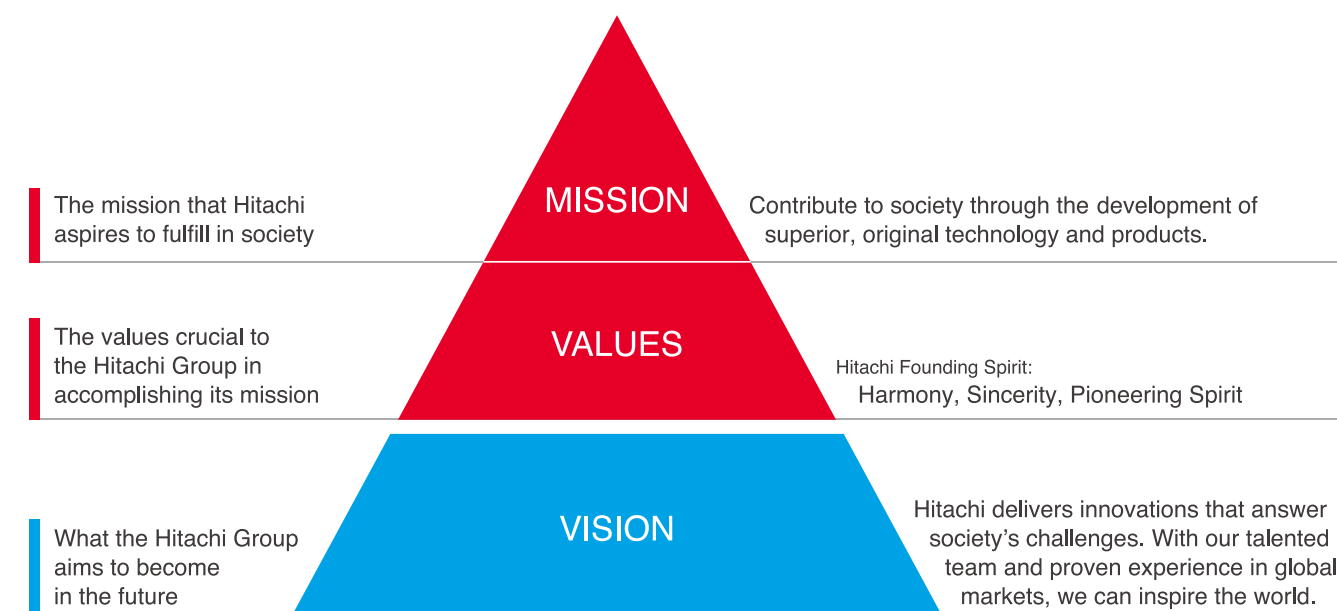 The mission that Hitachi
aspires to fulfill in society
MISSION
Contribute to society through the development of
superior, original technology and products.
The values crucial to
the Hitachi Group in
accomplishing its mission
VALUES
Hitachi Founding Spirit:
Harmony, Sincerity, Pioneering Spirit
What the Hitachi Group
aims to become
in the future
VISION
Hitachi delivers innovations that answer
society’s challenges. With our talented
team and proven experience in global
markets, we can inspire the world.